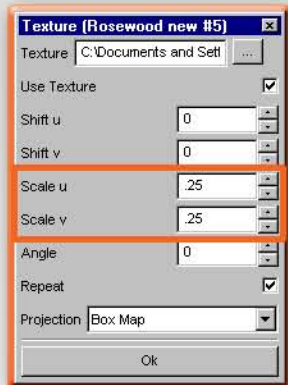 Texture (Rosewood new #5)
Texture C:\Documents and Setl ...
Use Texture
Shift u 0
Shift v 0
Scale u .25
Scale v .25
Angle 0
Repeat
Projection Box Map
Ok